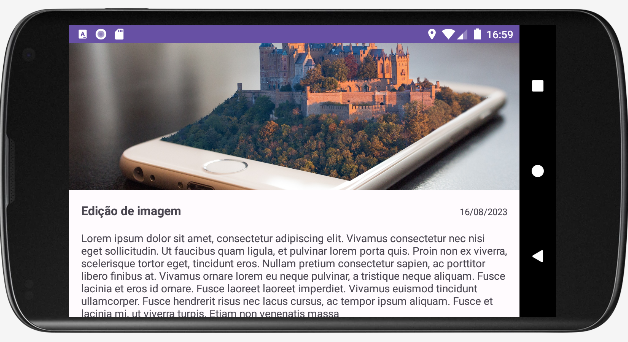 16:59
Edição de imagem
16/08/2023
Lorem ipsum dolor sit amet, consectetur adipiscing elit. Vivamus consectetur nec nisi
eget sollicitudin. Ut faucibus quam ligula, et pulvinar lorem porta quis. Proin non ex viverra,
scelerisque tortor eget, tincidunt eros. Nullam pretium consectetur sapien, ac porttitor
libero finibus at. Vivamus ornare lorem eu neque pulvinar, a tristique neque aliquam. Fusce
lacinia et eros id ornare. Fusce laoreet laoreet imperdiet. Vivamus euismod tincidunt
ullamcorper. Fusce hendrerit risus nec lacus cursus, ac tempor ipsum aliquam. Fusce et
lacinia mi, ut viverra turpis. Etiam non venenatis massa